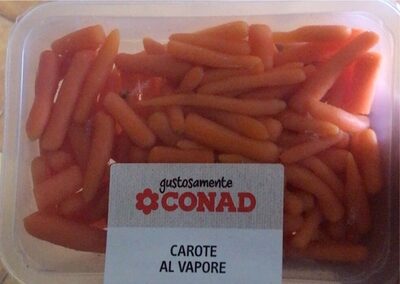 gustosamente
CONAD
CAROTE
AL VAPORE